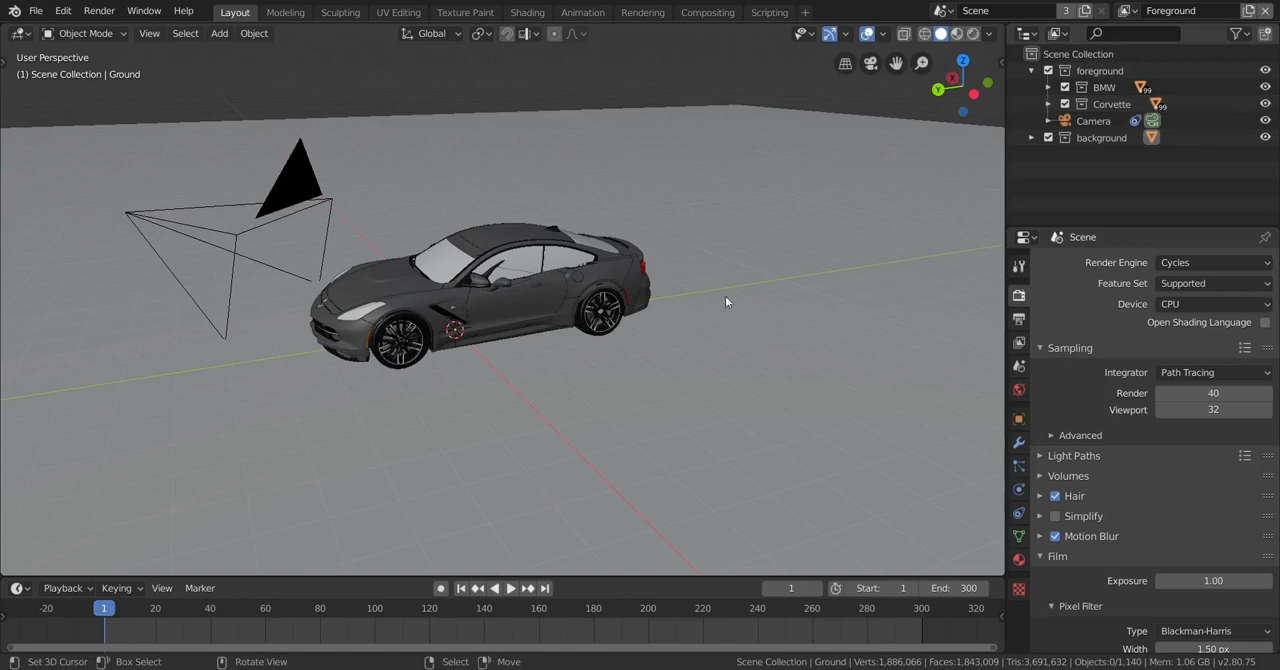 File Edit Render Window Help Layout Modeling Sculpting UV Editing Texture Paint Shading Animation Rendering Compositing Scripting + Scene 3 Foreground
Object Mode View Select Add Object Global
User Perspective
(1) Scene Collection | Ground
Z
X
Y
Scene Collection
foreground
BMW 99
Corvette 99
Camera
background
Scene
Render Engine Cycles
Feature Set Supported
Device CPU
Open Shading Language
Sampling
Integrator Path Tracing
Render 40
Viewport 32
Advanced
Light Paths
Volumes
Hair
Simplify
Motion Blur
Film
Exposure 1.00
Pixel Filter
Type Blackman-Harris
Width 1.50 px
Playback Keying View Marker 1 Start: 1 End: 300
-20 1 20 40 60 80 100 120 140 160 180 200 220 240 260 280 300 320
Set 3D Cursor Box Select Rotate View Select Move Scene Collection | Ground | Verts:1,886,066 | Faces:1,843,009 | Tris:3,691,632 | Objects:0/1,140 | Mem: 1.06 GB | v2.80.75